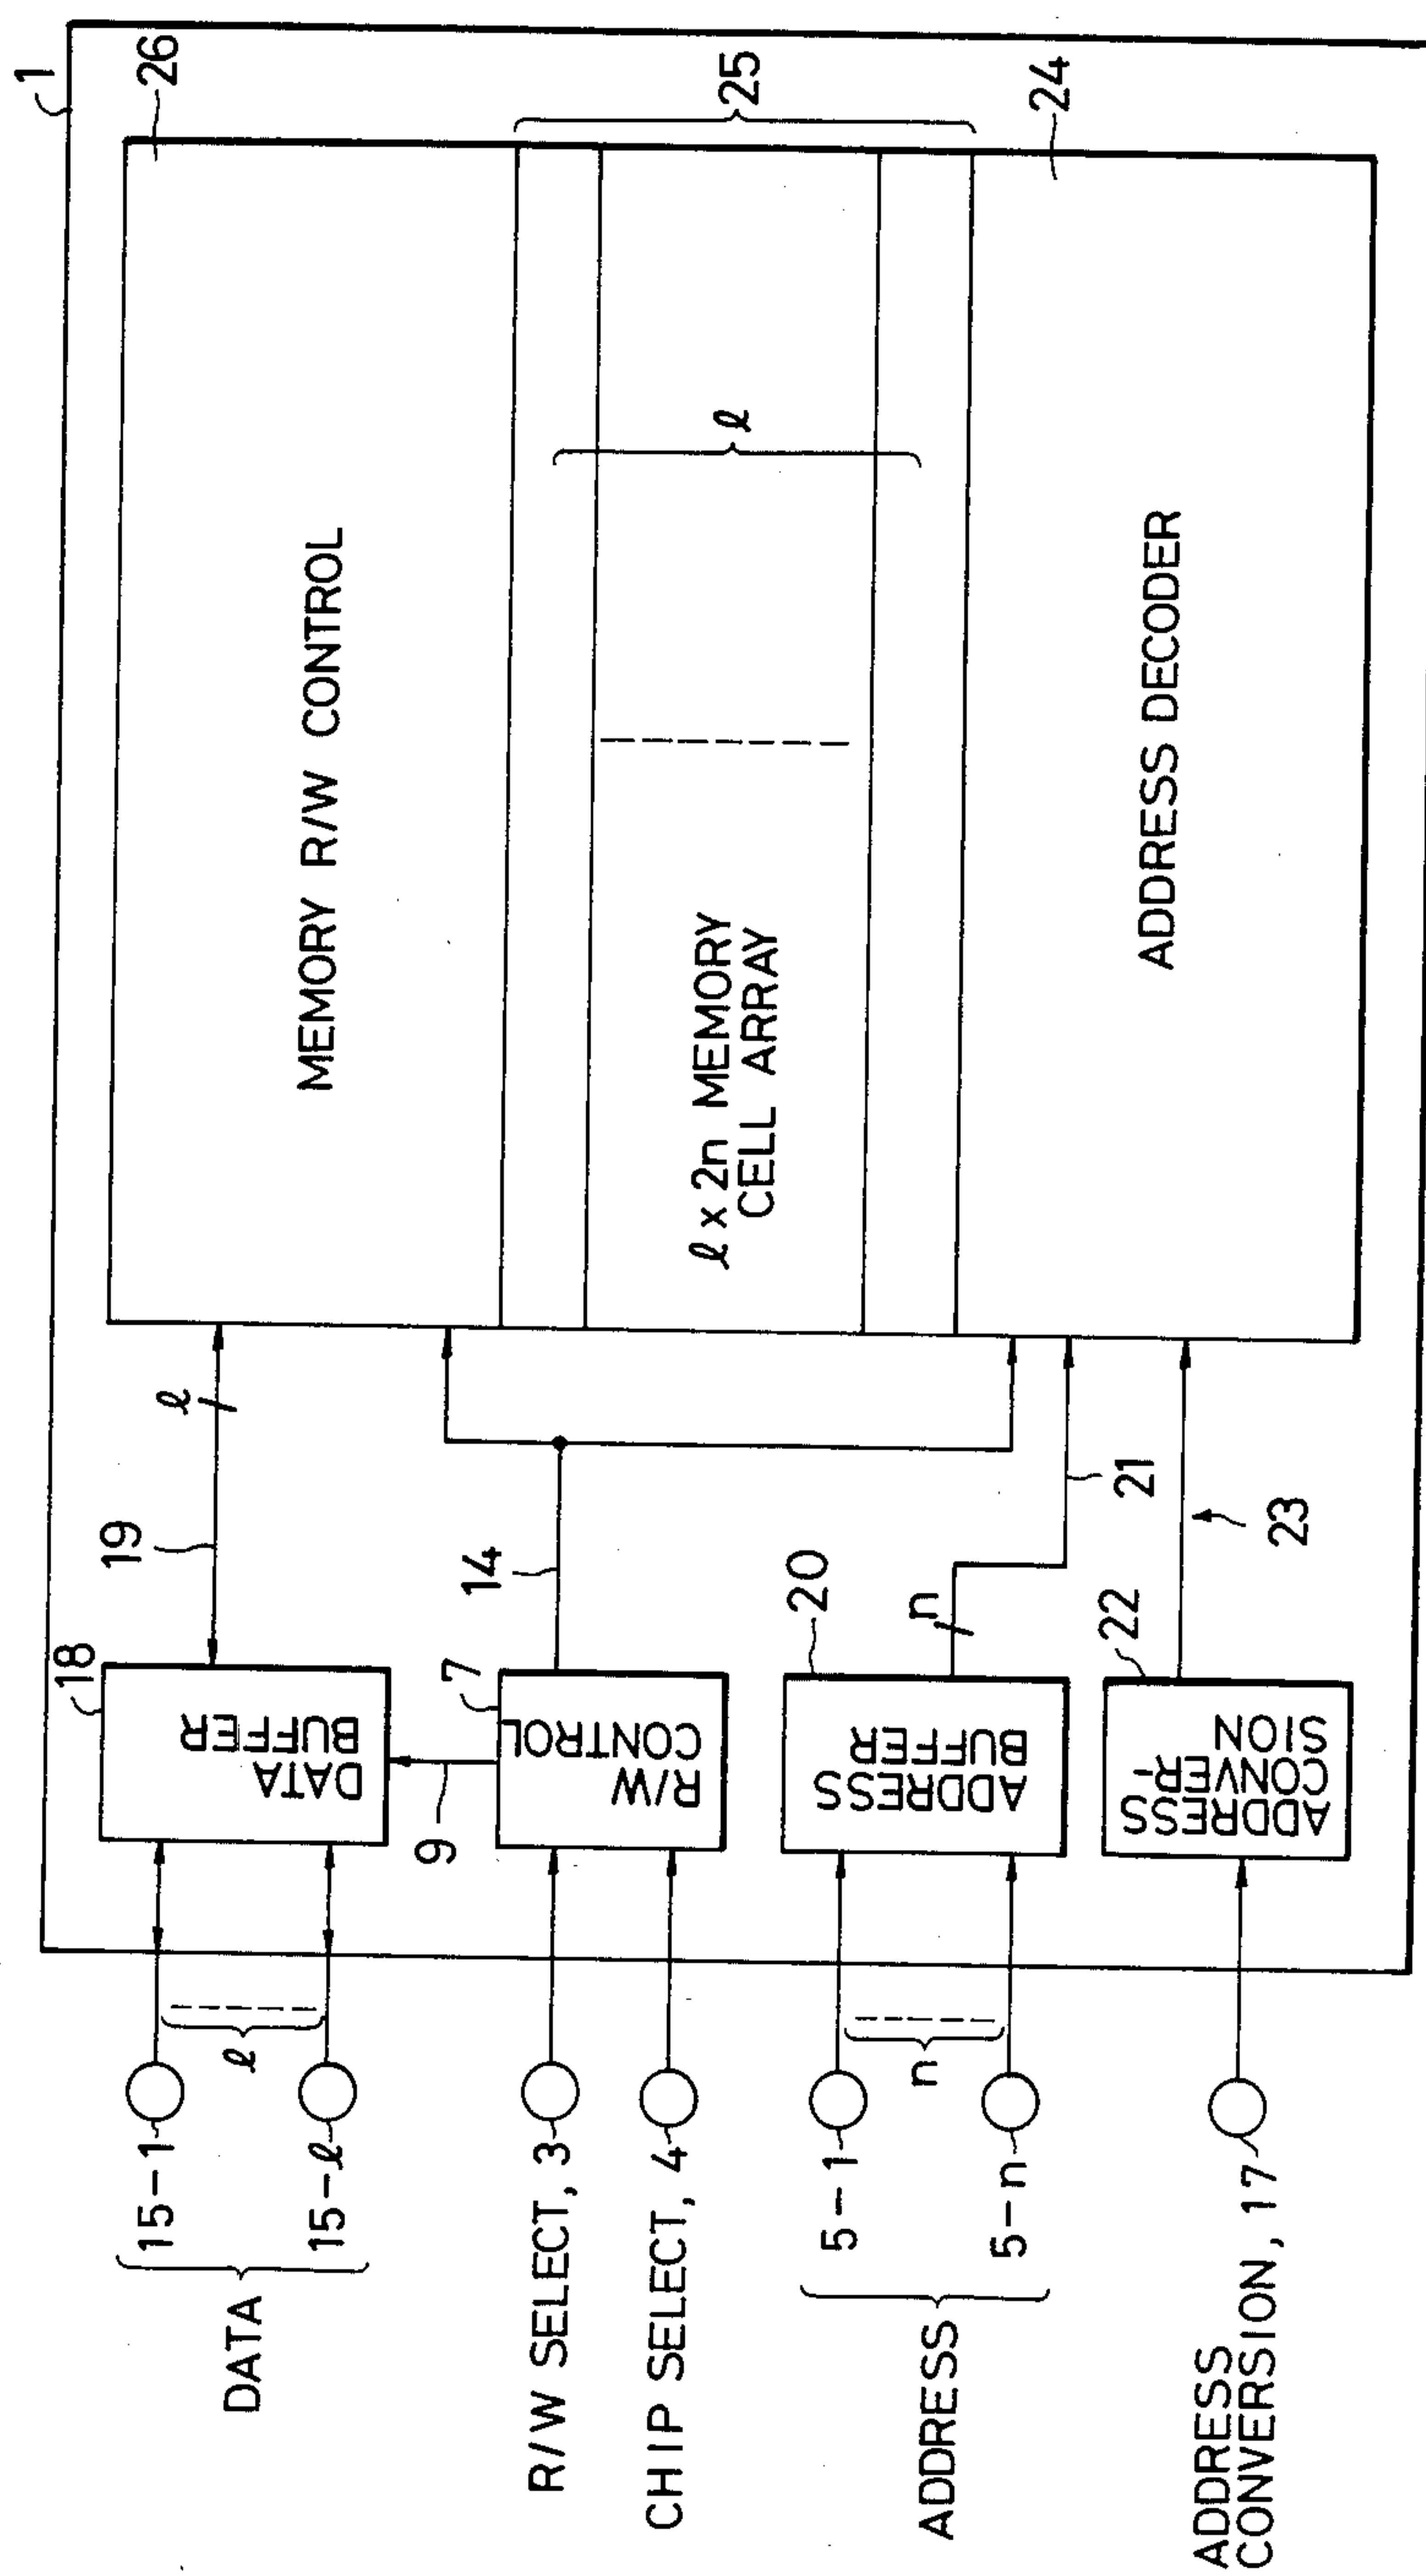 1
26
25
24
MEMORY R/W CONTROL
ℓ
ℓ x 2n MEMORY
CELL ARRAY
ADDRESS DECODER
ℓ
19
14
21
23
18
DATA
BUFFER
9
7
R/W
CONTROL
20
ADDRESS
BUFFER
n
22
ADDRESS
CONVER-
SION
ℓ
n
15-1
15-ℓ
DATA
R/W SELECT, 3
CHIP SELECT, 4
5-1
5-n
ADDRESS
ADDRESS
CONVERSION, 17